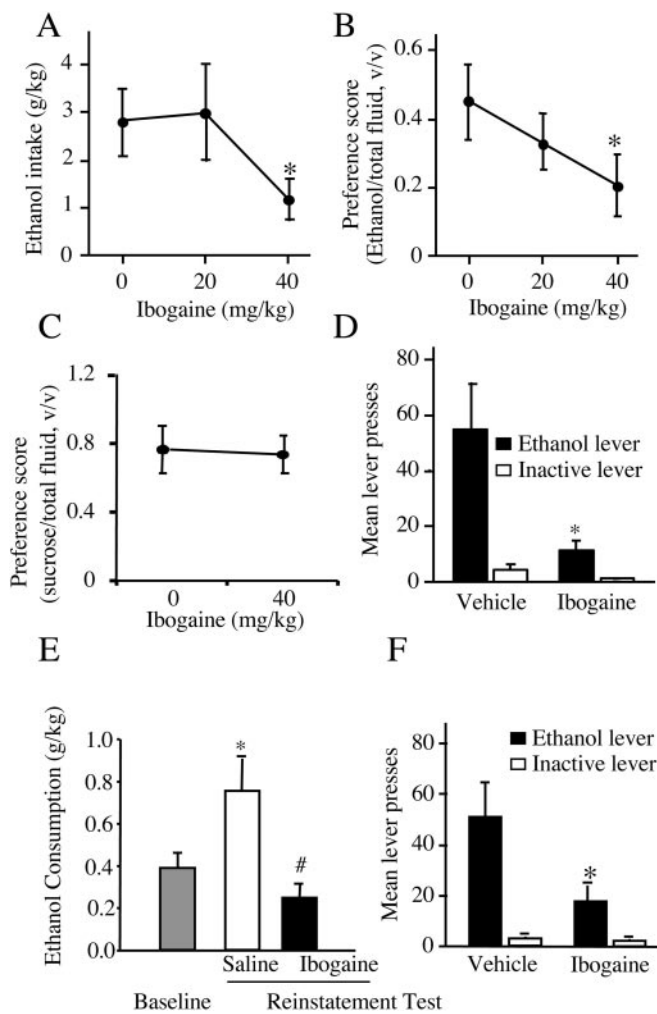 A
Ethanol intake (g/kg)
4
3
2
1
0
*
0 20 40
Ibogaine (mg/kg)
B
Preference score
(Ethanol/total fluid, v/v)
0.6
0.4
0.2
0
*
0 20 40
Ibogaine (mg/kg)
C
Preference score
(sucrose/total fluid, v/v)
1.2
0.8
0.4
0
0 40
Ibogaine (mg/kg)
D
Mean lever presses
80
60
40
20
0
Ethanol lever
Inactive lever
*
Vehicle Ibogaine
E
Ethanol Consumption (g/kg)
1.0
0.8
0.6
0.4
0.2
0.0
*
#
Saline Ibogaine
Baseline Reinstatement Test
F
Mean lever presses
80
60
40
20
0
Ethanol lever
Inactive lever
*
Vehicle Ibogaine